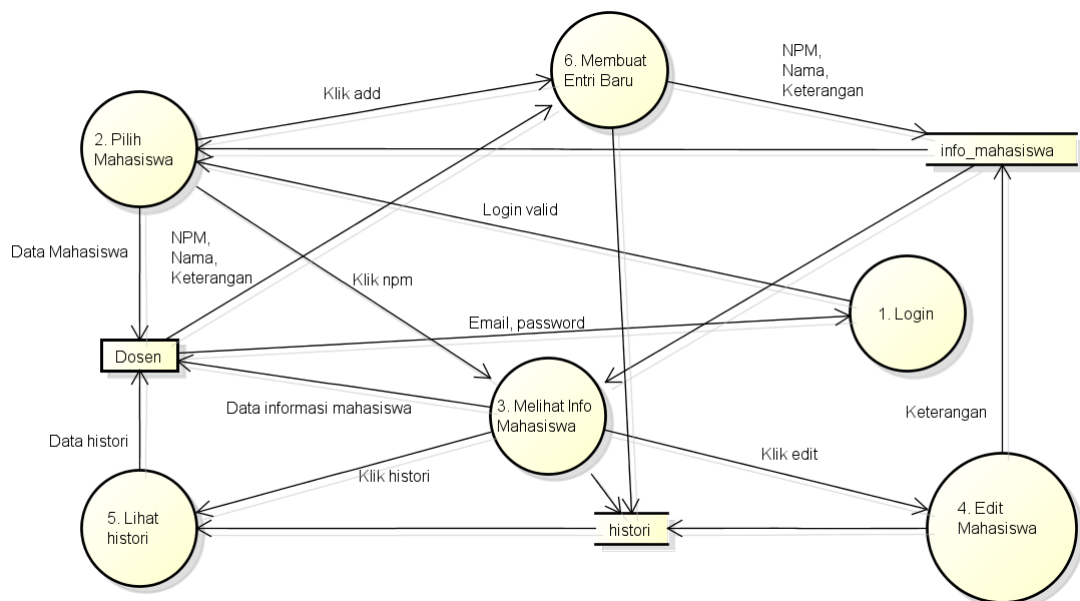 6. Membuat
Entri Baru
NPM,
Nama,
Keterangan
Klik add
2. Pilih
Mahasiswa
info_mahasiswa
Login valid
Data Mahasiswa
NPM,
Nama,
Keterangan
Klik npm
1. Login
Email, password
Dosen
3. Melihat Info
Mahasiswa
Data informasi mahasiswa
Keterangan
Data histori
Klik edit
Klik histori
5. Lihat
histori
histori
4. Edit
Mahasiswa